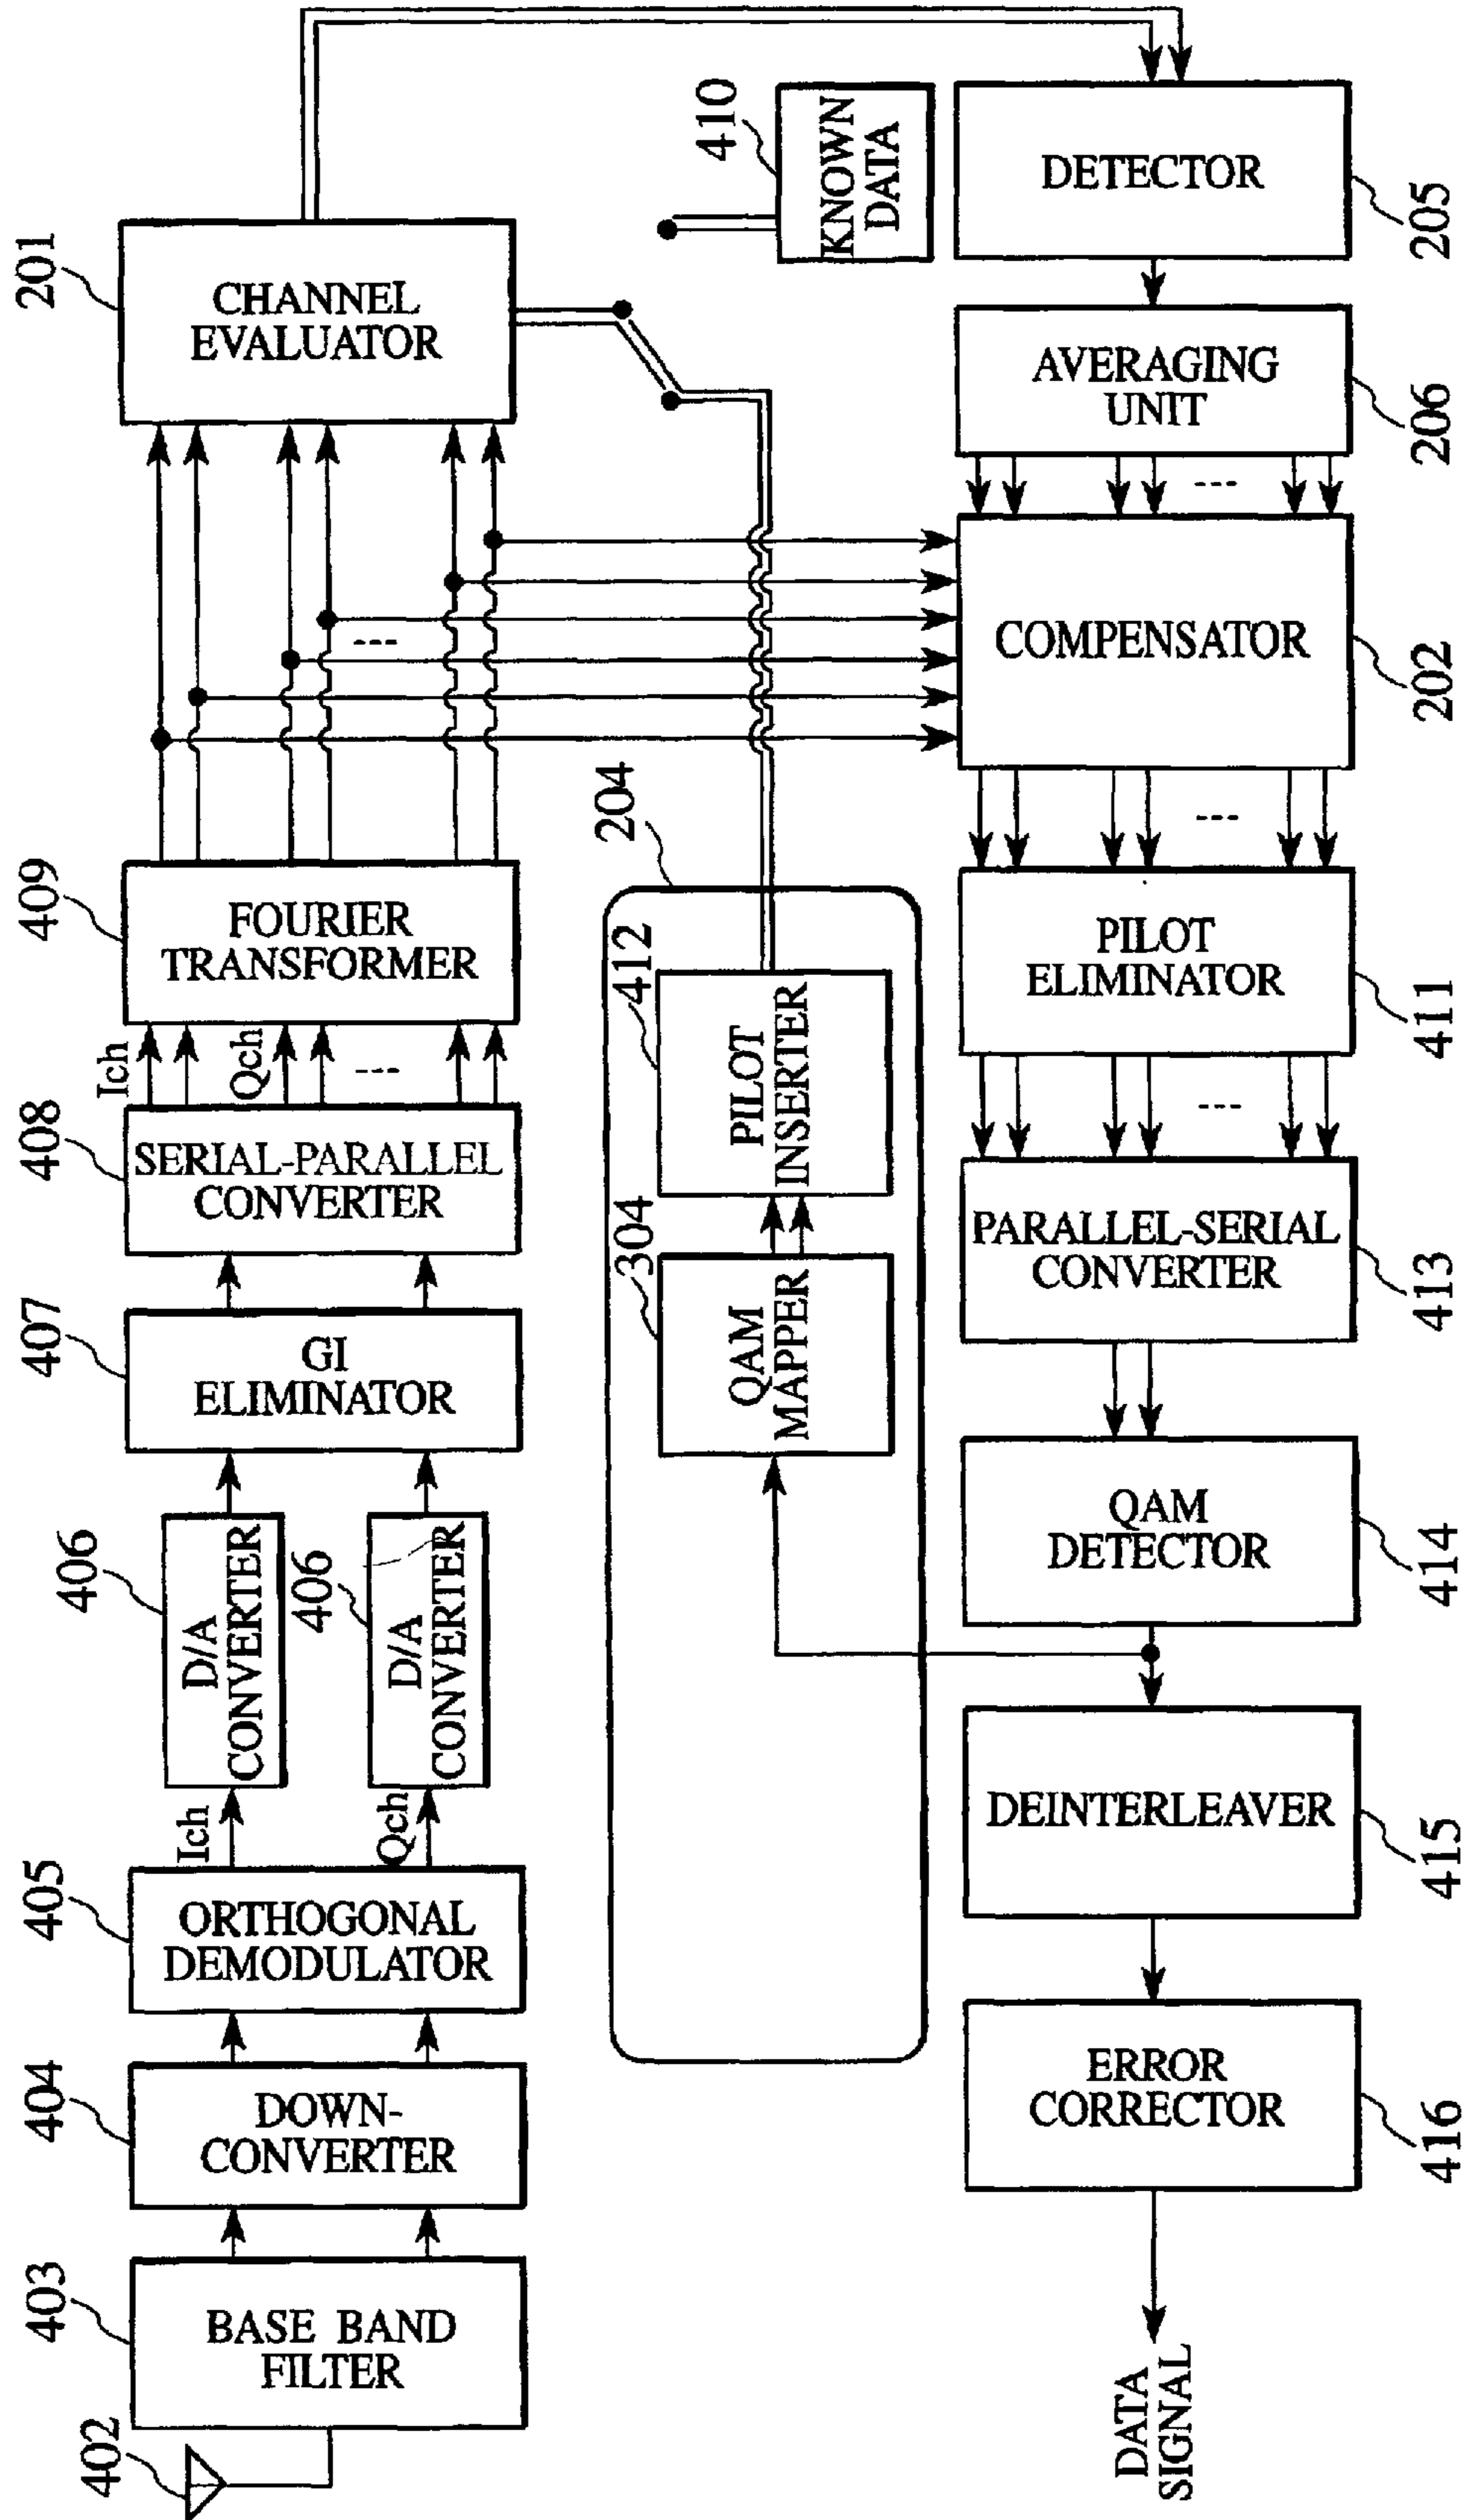 402
403
BASE BAND
FILTER
404
DOWN-
CONVERTER
405
ORTHOGONAL
DEMODULATOR
Ich
Qch
406
D/A
CONVERTER
406
D/A
CONVERTER
407
GI
ELIMINATOR
408
SERIAL-PARALLEL
CONVERTER
Ich
Qch
---
409
FOURIER
TRANSFORMER
---
201
CHANNEL
EVALUATOR
204
304
QAM
MAPPER
412
PILOT
INSERTER
410
KNOWN
DATA
DETECTOR
205
AVERAGING
UNIT
206
---
COMPENSATOR
202
---
PILOT
ELIMINATOR
411
---
PARALLEL-SERIAL
CONVERTER
413
QAM
DETECTOR
414
DEINTERLEAVER
415
ERROR
CORRECTOR
416
DATA
SIGNAL